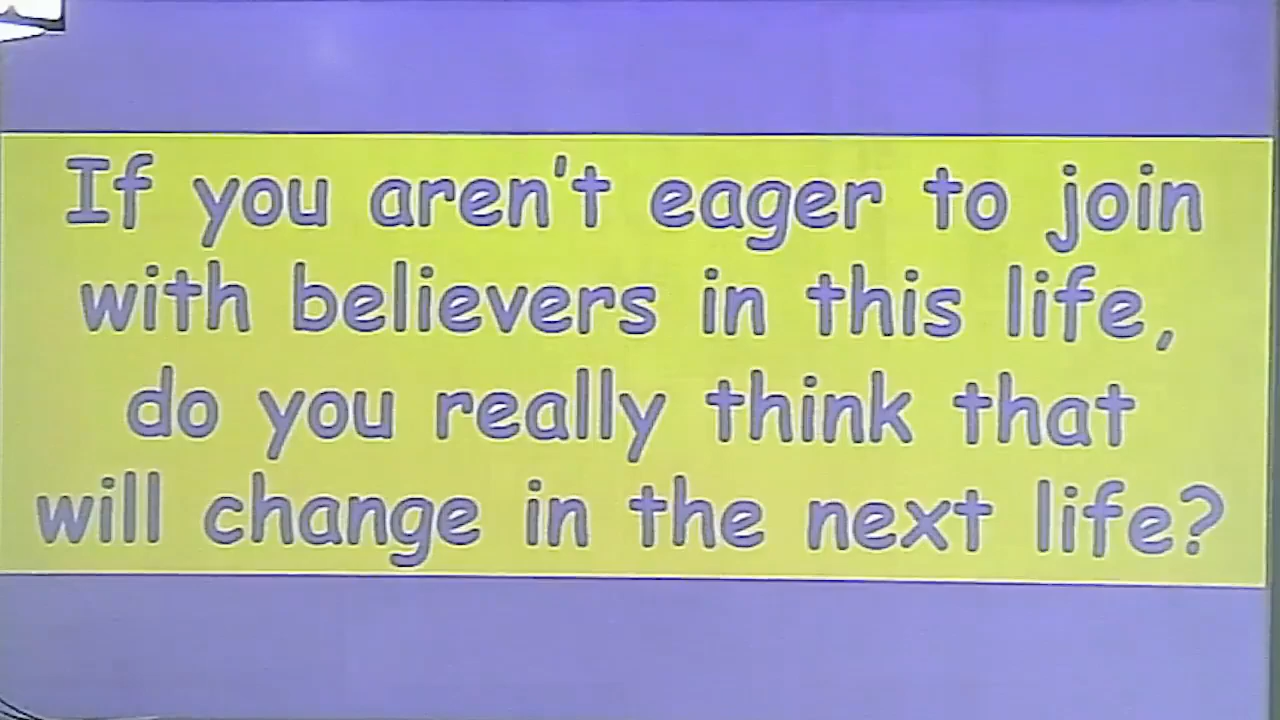 If you aren't eager to join
with believers in this life,
do you really think that
will change in the next life?